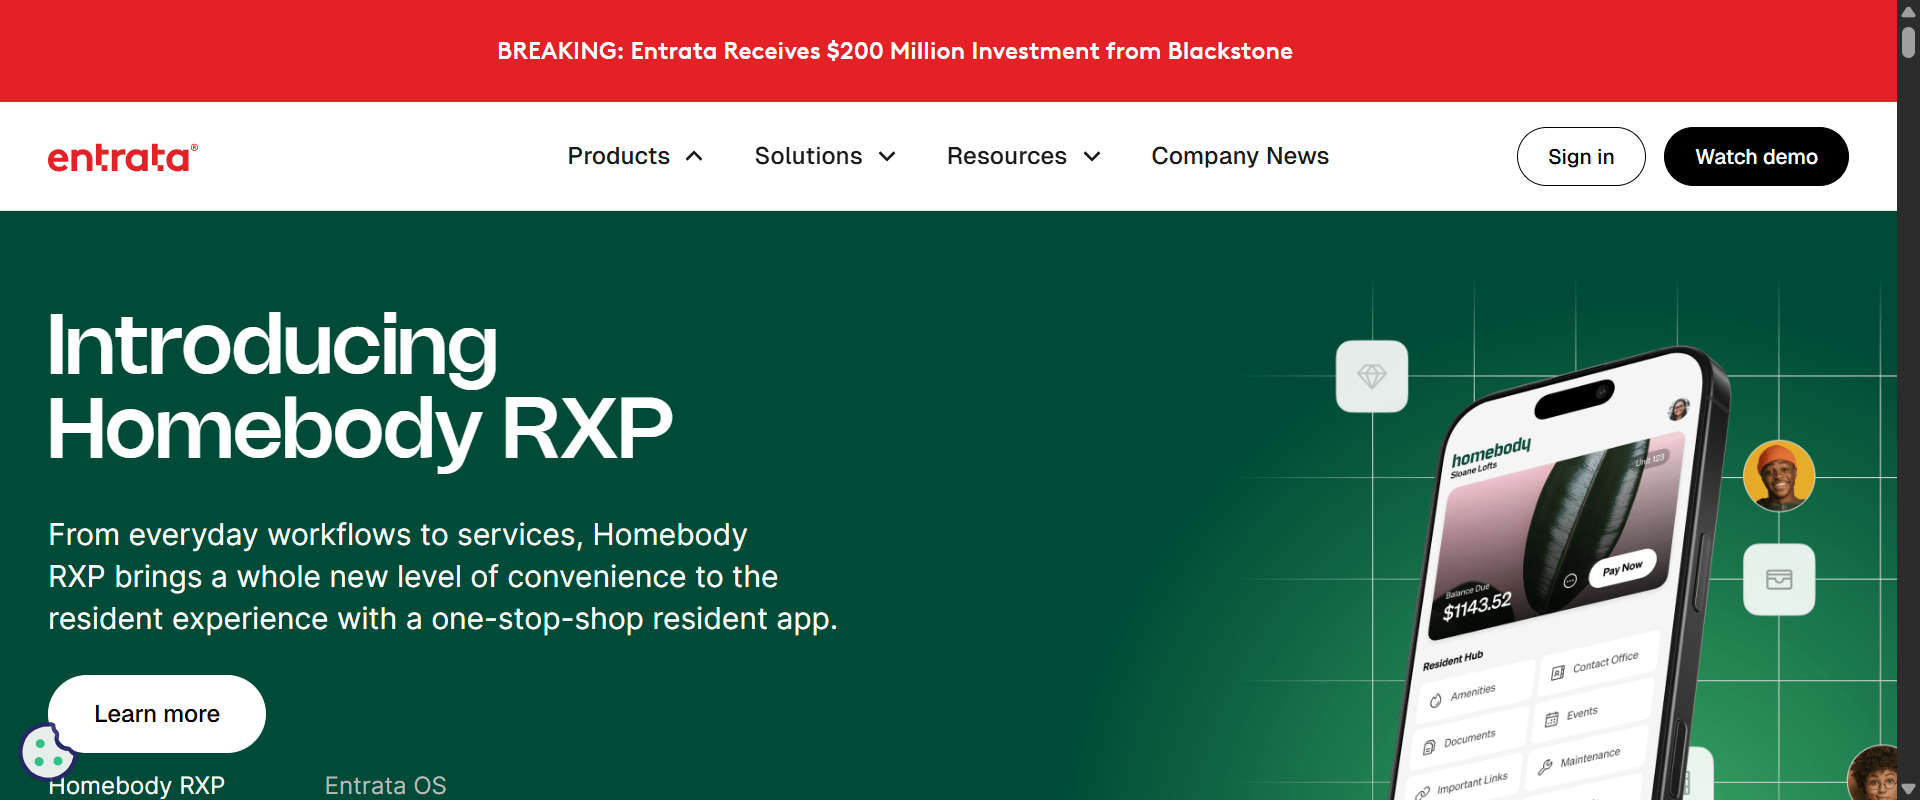 BREAKING: Entrata Receives $200 Million Investment from Blackstone
entrata®
Products
Solutions
Resources
Company News
Sign in
Watch demo
Introducing
Homebody RXP
From everyday workflows to services, Homebody
RXP brings a whole new level of convenience to the
resident experience with a one-stop-shop resident app.
Learn more
Homebody RXP
Entrata OS
homebody
Sloane Lofts
Unit 123
Balance Due
$1143.52
Pay Now
Resident Hub
Amenities
Contact Office
Documents
Events
Important Links
Maintenance